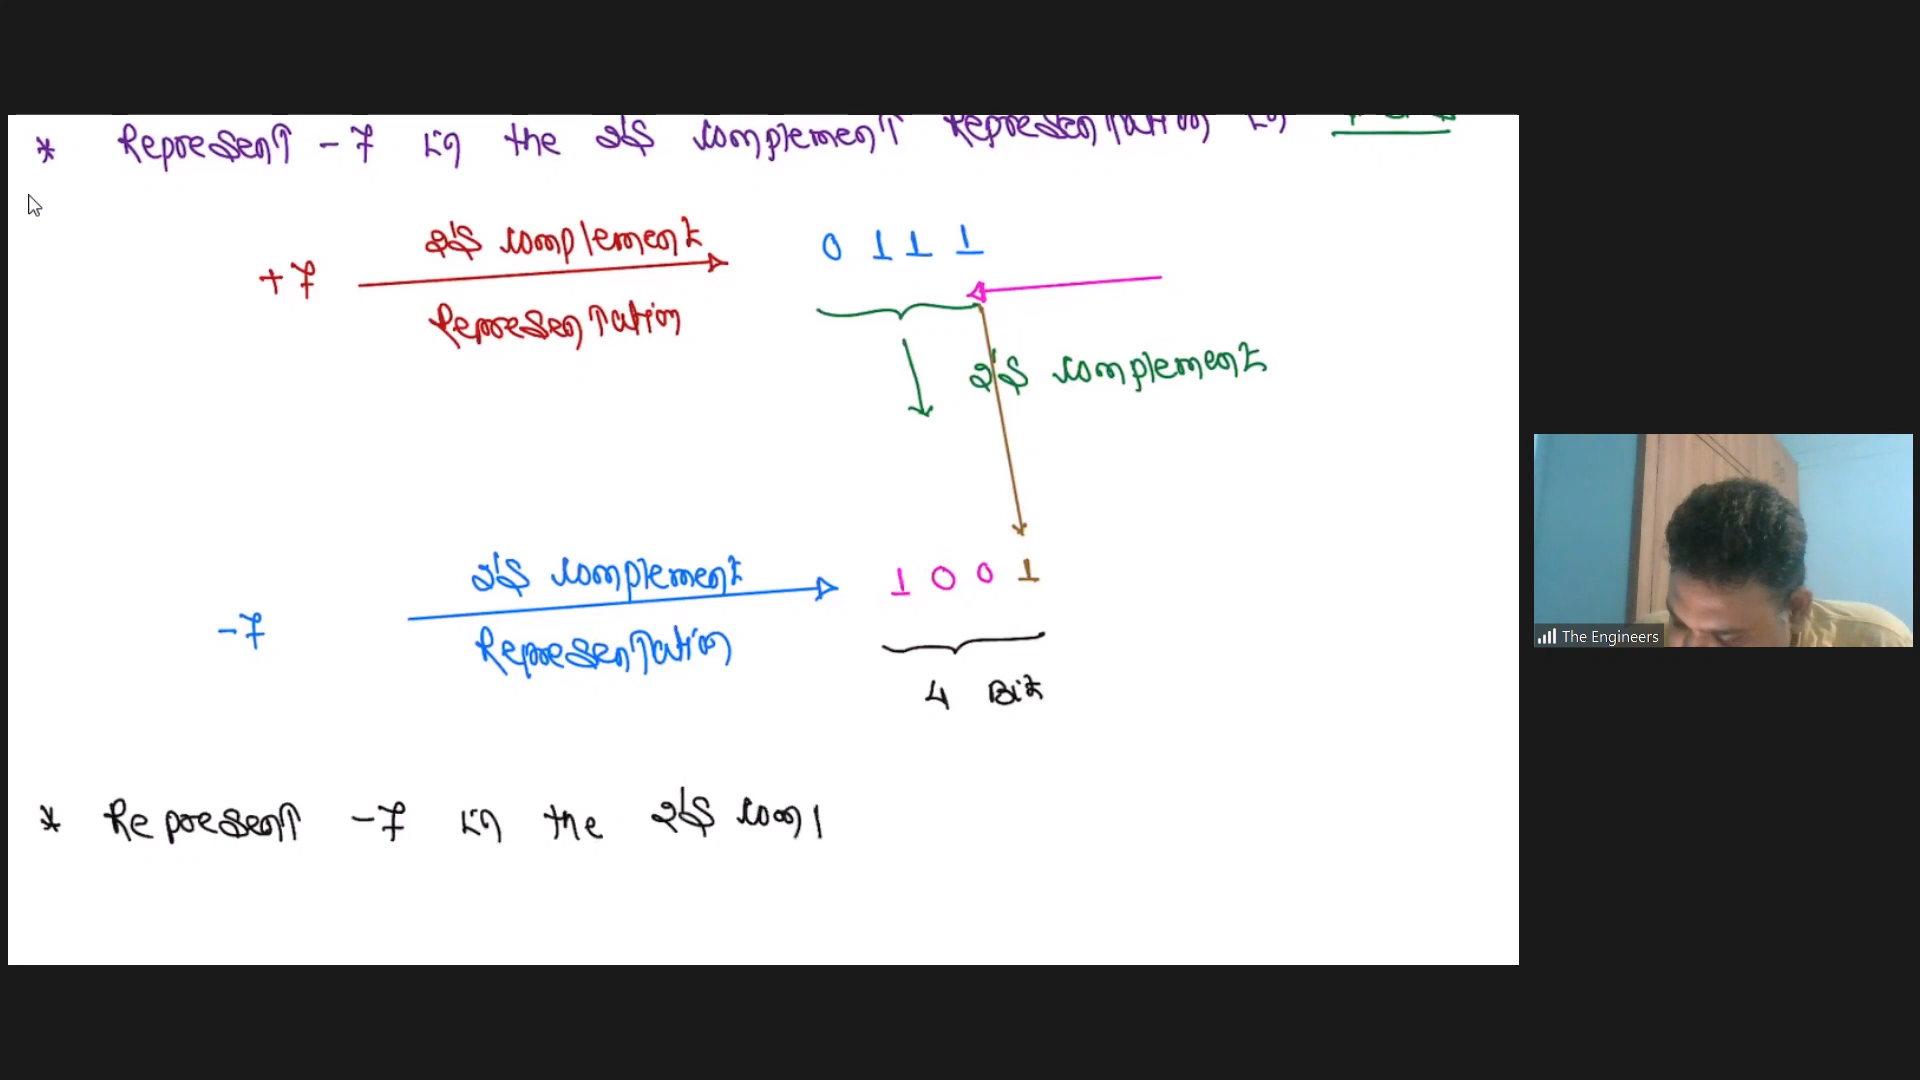 * Represent -7 in the 2's complement representation in
2's complement
+7
Representation
0 1 1 1
2's complement
2's complement
-7
Representation
1 0 0 1
4 Bit
* Represent -7 in the 2's com
The Engineers